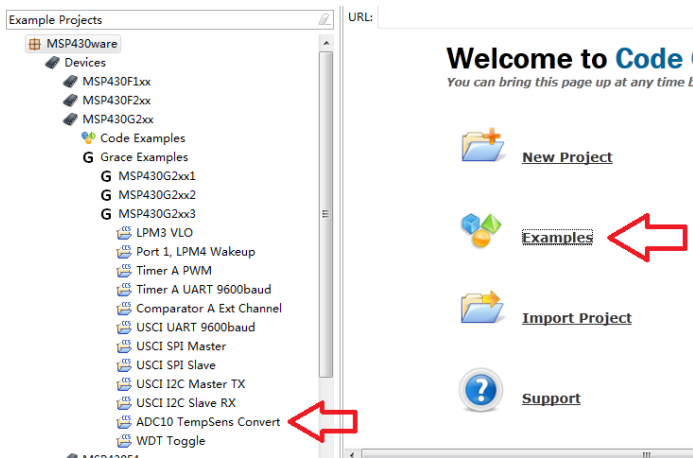 Example Projects
MSP430ware
Devices
MSP430F1xx
MSP430F2xx
MSP430G2xx
Code Examples
G Grace Examples
G MSP430G2xx1
G MSP430G2xx2
G MSP430G2xx3
LPM3 VLO
Port 1, LPM4 Wakeup
Timer A PWM
Timer A UART 9600baud
Comparator A Ext Channel
USCI UART 9600baud
USCI SPI Master
USCI SPI Slave
USCI I2C Master TX
USCI I2C Slave RX
ADC10 TempSens Convert
WDT Toggle
URL:
Welcome to Code
You can bring this page up at any time b
New Project
Examples
Import Project
Support